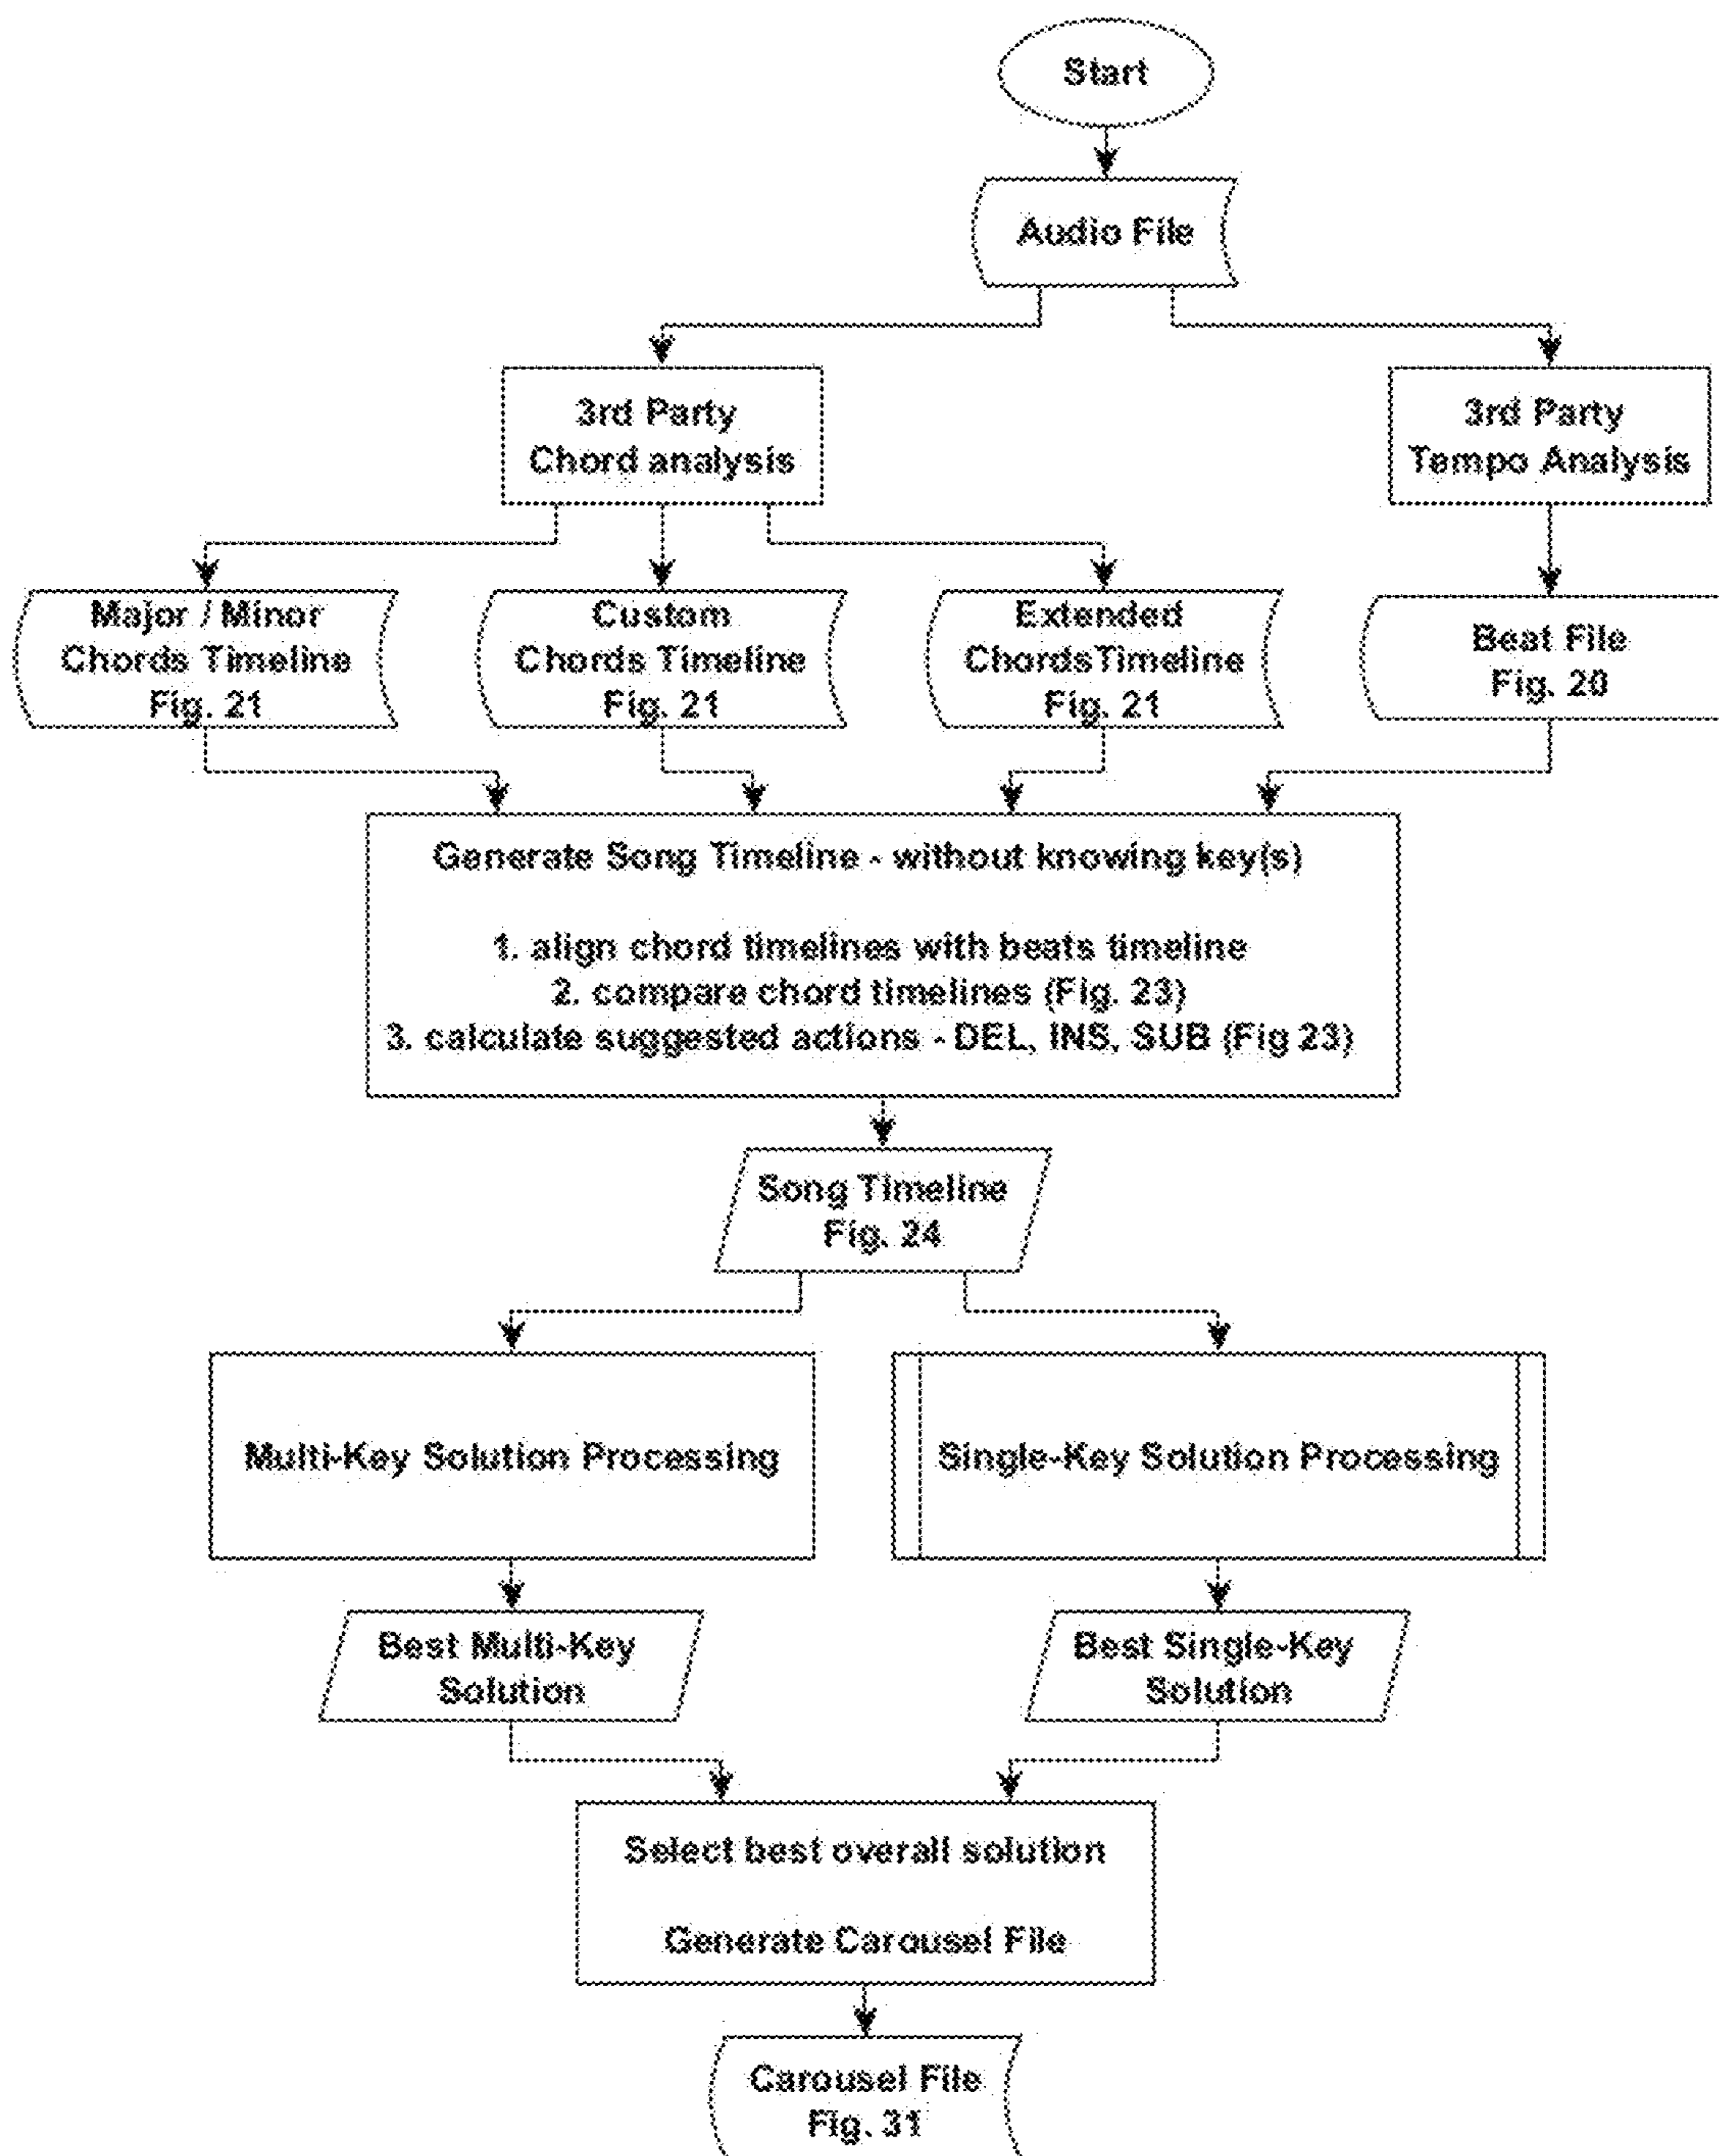 Start
Audio File
3rd Party
Chord analysis
3rd Party
Tempo Analysis
Major / Minor
Chords Timeline
Fig. 21
Custom
Chords Timeline
Fig. 21
Extended
ChordsTimeline
Fig. 21
Beat File
Fig. 20
Generate Song Timeline - without knowing key(s)
1. align chord timelines with beats timeline
2. compare chord timelines (Fig. 23)
3. calculate suggested actions - DEL, INS, SUB (Fig 23)
Song Timeline
Fig. 24
Multi-Key Solution Processing
Single-Key Solution Processing
Best Multi-Key
Solution
Best Single-Key
Solution
Select best overall solution
Generate Carousel File
Carousel File
Fig. 31